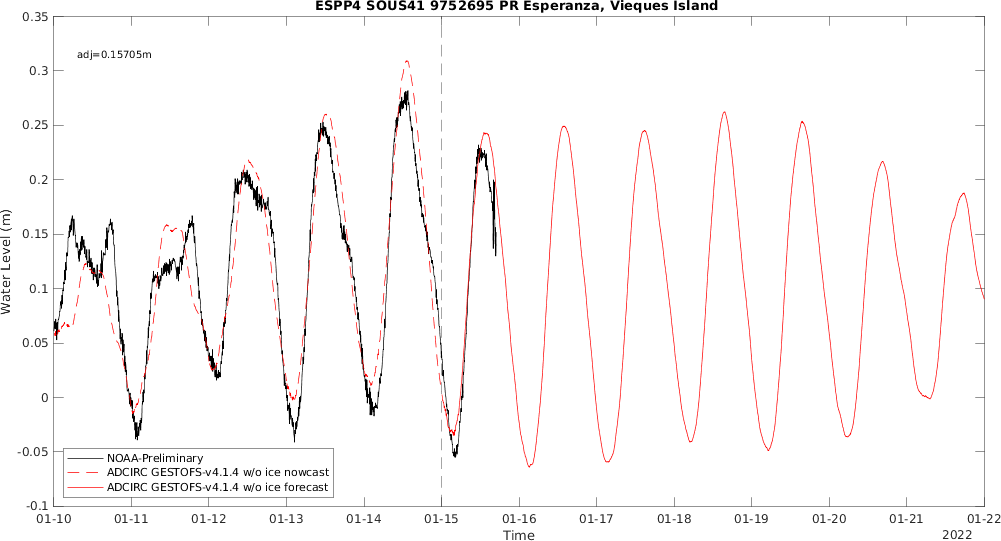 ESPP4 SOUS41 9752695 PR Esperanza, Vieques Island
0.35
adj=0.15705m
0.3
0.25
0.2
0.15
0.1
0.05
0
-0.05
-0.1
Water Level (m)
NOAA-Preliminary
ADCIRC GESTOFS-v4.1.4 w/o ice nowcast
ADCIRC GESTOFS-v4.1.4 w/o ice forecast
01-10 01-11 01-12 01-13 01-14 01-15 01-16 01-17 01-18 01-19 01-20 01-21 01-22
Time
2022